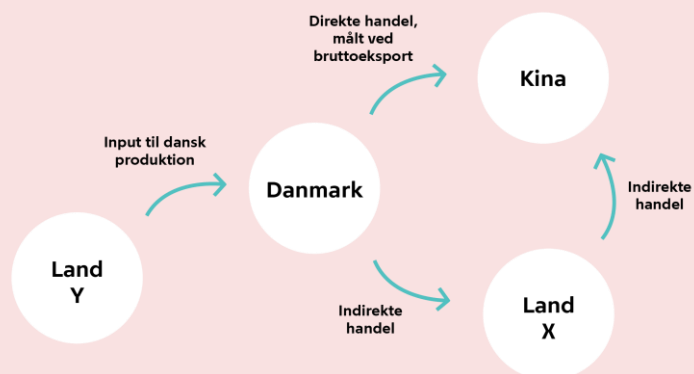 Direkte handel,
målt ved
bruttoeksport
Kina
Input til dansk
produktion
Danmark
Indirekte
handel
Land
Y
Indirekte
handel
Land
X